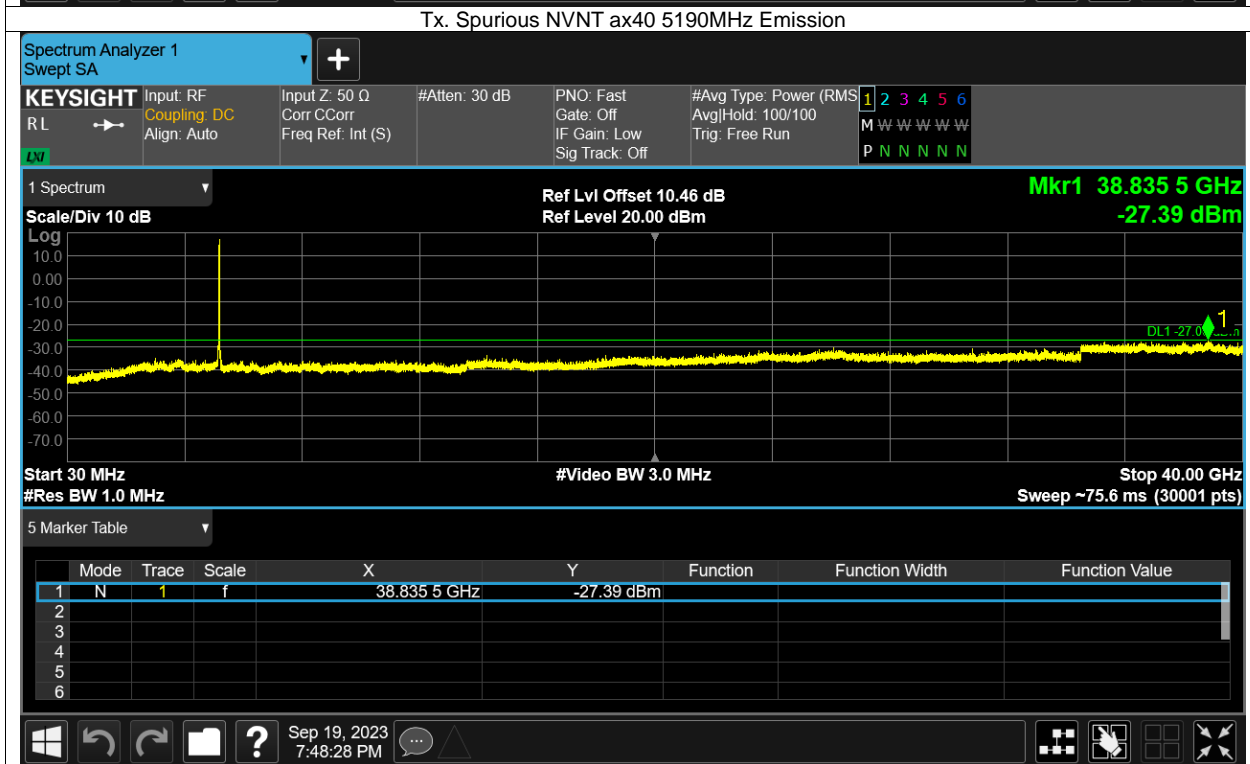 Tx. Spurious NVNT ax40 5190MHz Emission
Spectrum Analyzer 1
Swept SA
+
KEYSIGHT
RL
LXI
Input: RF
Coupling: DC
Align: Auto
Input Z: 50 Ω
Corr CCorr
Freq Ref: Int (S)
#Atten: 30 dB
PNO: Fast
Gate: Off
IF Gain: Low
Sig Track: Off
#Avg Type: Power (RMS
Avg|Hold: 100/100
Trig: Free Run
1 2 3 4 5 6
M W W W W W
P N N N N N
1 Spectrum
Scale/Div 10 dB
Ref Lvl Offset 10.46 dB
Ref Level 20.00 dBm
Mkr1 38.835 5 GHz
-27.39 dBm
Log
10.0
0.00
-10.0
-20.0
-30.0
-40.0
-50.0
-60.0
-70.0
1
DL1 -27.0
Start 30 MHz
#Video BW 3.0 MHz
Stop 40.00 GHz
#Res BW 1.0 MHz
Sweep ~75.6 ms (30001 pts)
5 Marker Table
Mode Trace Scale X Y Function Function Width Function Value
1 N 1 f 38.835 5 GHz -27.39 dBm
2
3
4
5
6
?
Sep 19, 2023
7:48:28 PM